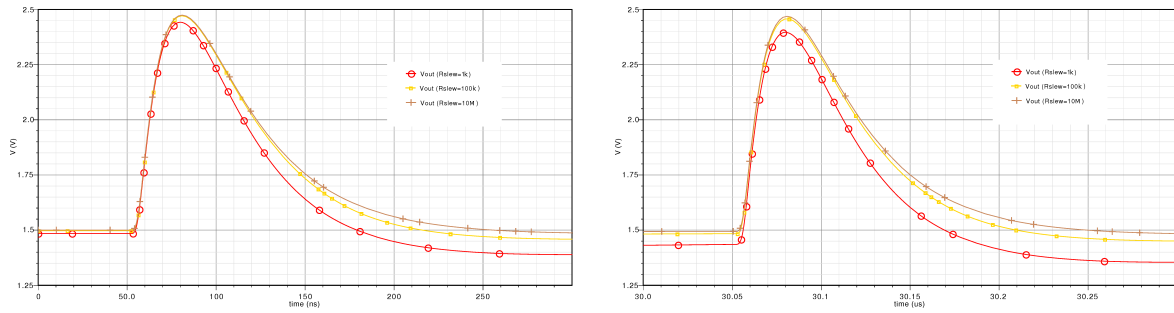 2.5
2.25
2.0
1.75
1.5
1.25
V (V)
0
50.0
100
150
200
250
time (ns)
Vout (Rslew=1k)
Vout (Rslew=100k)
Vout (Rslew=10M)
2.5
2.25
2.0
1.75
1.5
1.25
V (V)
30.0
30.05
30.1
30.15
30.2
30.25
time (us)
Vout (Rslew=1k)
Vout (Rslew=100k)
Vout (Rslew=10M)